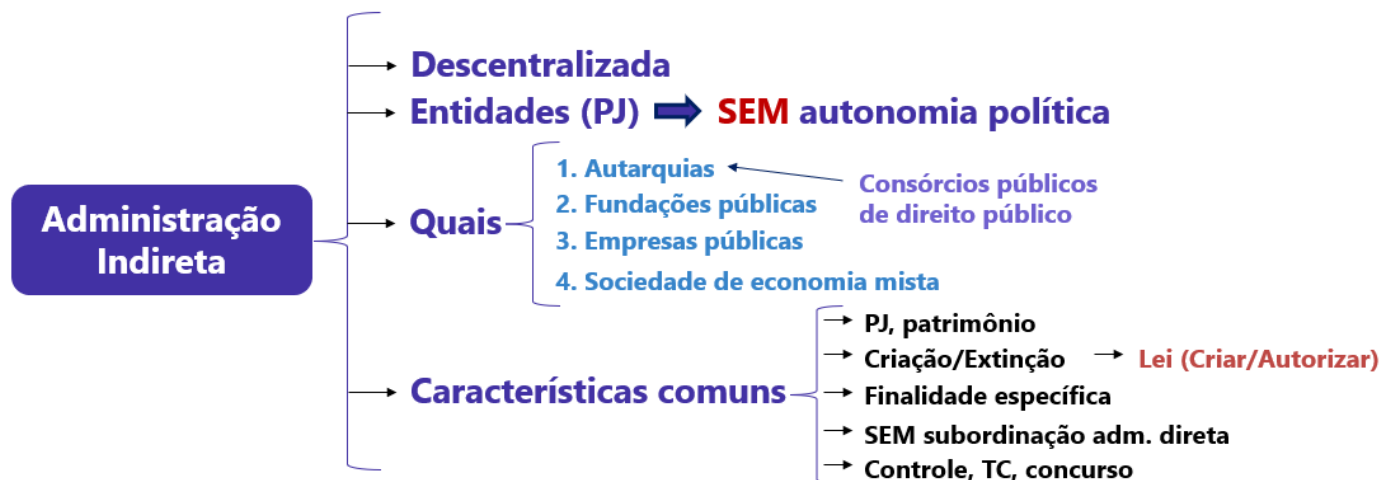 Administração
Indireta
Descentralizada
Entidades (PJ) SEM autonomia política
Quais
1. Autarquias
2. Fundações públicas
3. Empresas públicas
4. Sociedade de economia mista
Consórcios públicos
de direito público
Características comuns
PJ, patrimônio
Criação/Extinção Lei (Criar/Autorizar)
Finalidade específica
SEM subordinação adm. direta
Controle, TC, concurso